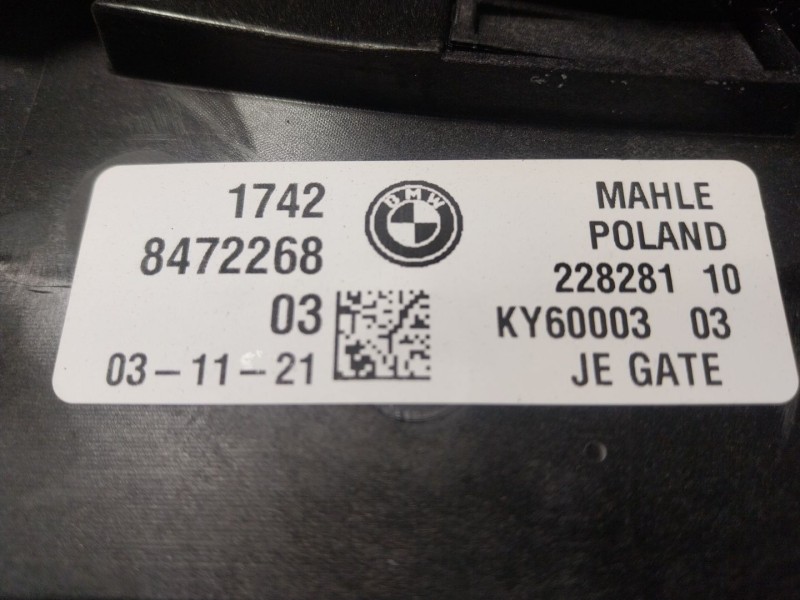 1742
8472268
03
03-11-21
BMW
MAHLE
POLAND
228281 10
KY60003 03
JE GATE